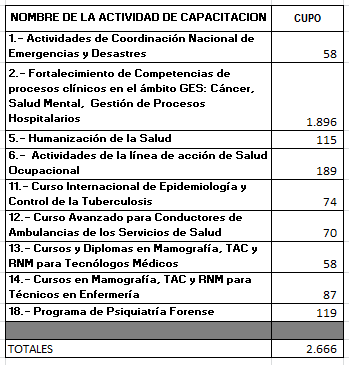 NOMBRE DE LA ACTIVIDAD DE CAPACITACION CUPO
1.- Actividades de Coordinación Nacional de
Emergencias y Desastres 58
2.- Fortalecimiento de Competencias de
procesos clínicos en el ámbito GES: Cáncer,
Salud Mental, Gestión de Procesos
Hospitalarios 1.896
5.- Humanización de la Salud 115
6.- Actividades de la línea de acción de Salud
Ocupacional 189
11.- Curso Internacional de Epidemiología y
Control de la Tuberculosis 74
12.- Curso Avanzado para Conductores de
Ambulancias de los Servicios de Salud 70
13.- Cursos y Diplomas en Mamografía, TAC y
RNM para Tecnólogos Médicos 58
14.- Cursos en Mamografía, TAC y RNM para
Técnicos en Enfermería 87
18.- Programa de Psiquiatría Forense 119
TOTALES 2.666